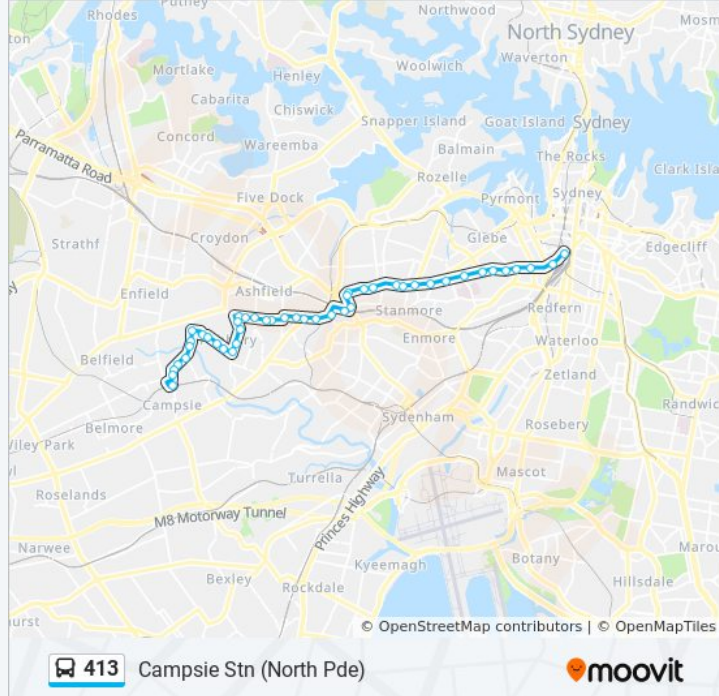 Putney
Rhodes
Northwood
North Sydney
Mosm
Woolwich
Waverton
Mortlake
Henley
Cabarita
Chiswick
Snapper Island
Goat Island
Sydney
Concord
Wareemba
Balmain
The Rocks
Clark Isla
Parramatta Road
Rozelle
Five Dock
Pyrmont
Sydney
Croydon
Glebe
Strathf
Edgecliff
Enfield
Ashfield
Stanmore
Redfern
Enmore
Waterloo
Belfield
Zetland
Campsie
Randwic
Sydenham
Belmore
Rosebery
Wiley Park
Mascot
Turrella
Roselands
Princes Highway
M8 Motorway Tunnel
Narwee
Marou
Botany
Kyeemagh
Bexley
Rockdale
Hillsdale
hurst
© OpenStreetMap contributors | © OpenMapTiles
413 Campsie Stn (North Pde)
moovit